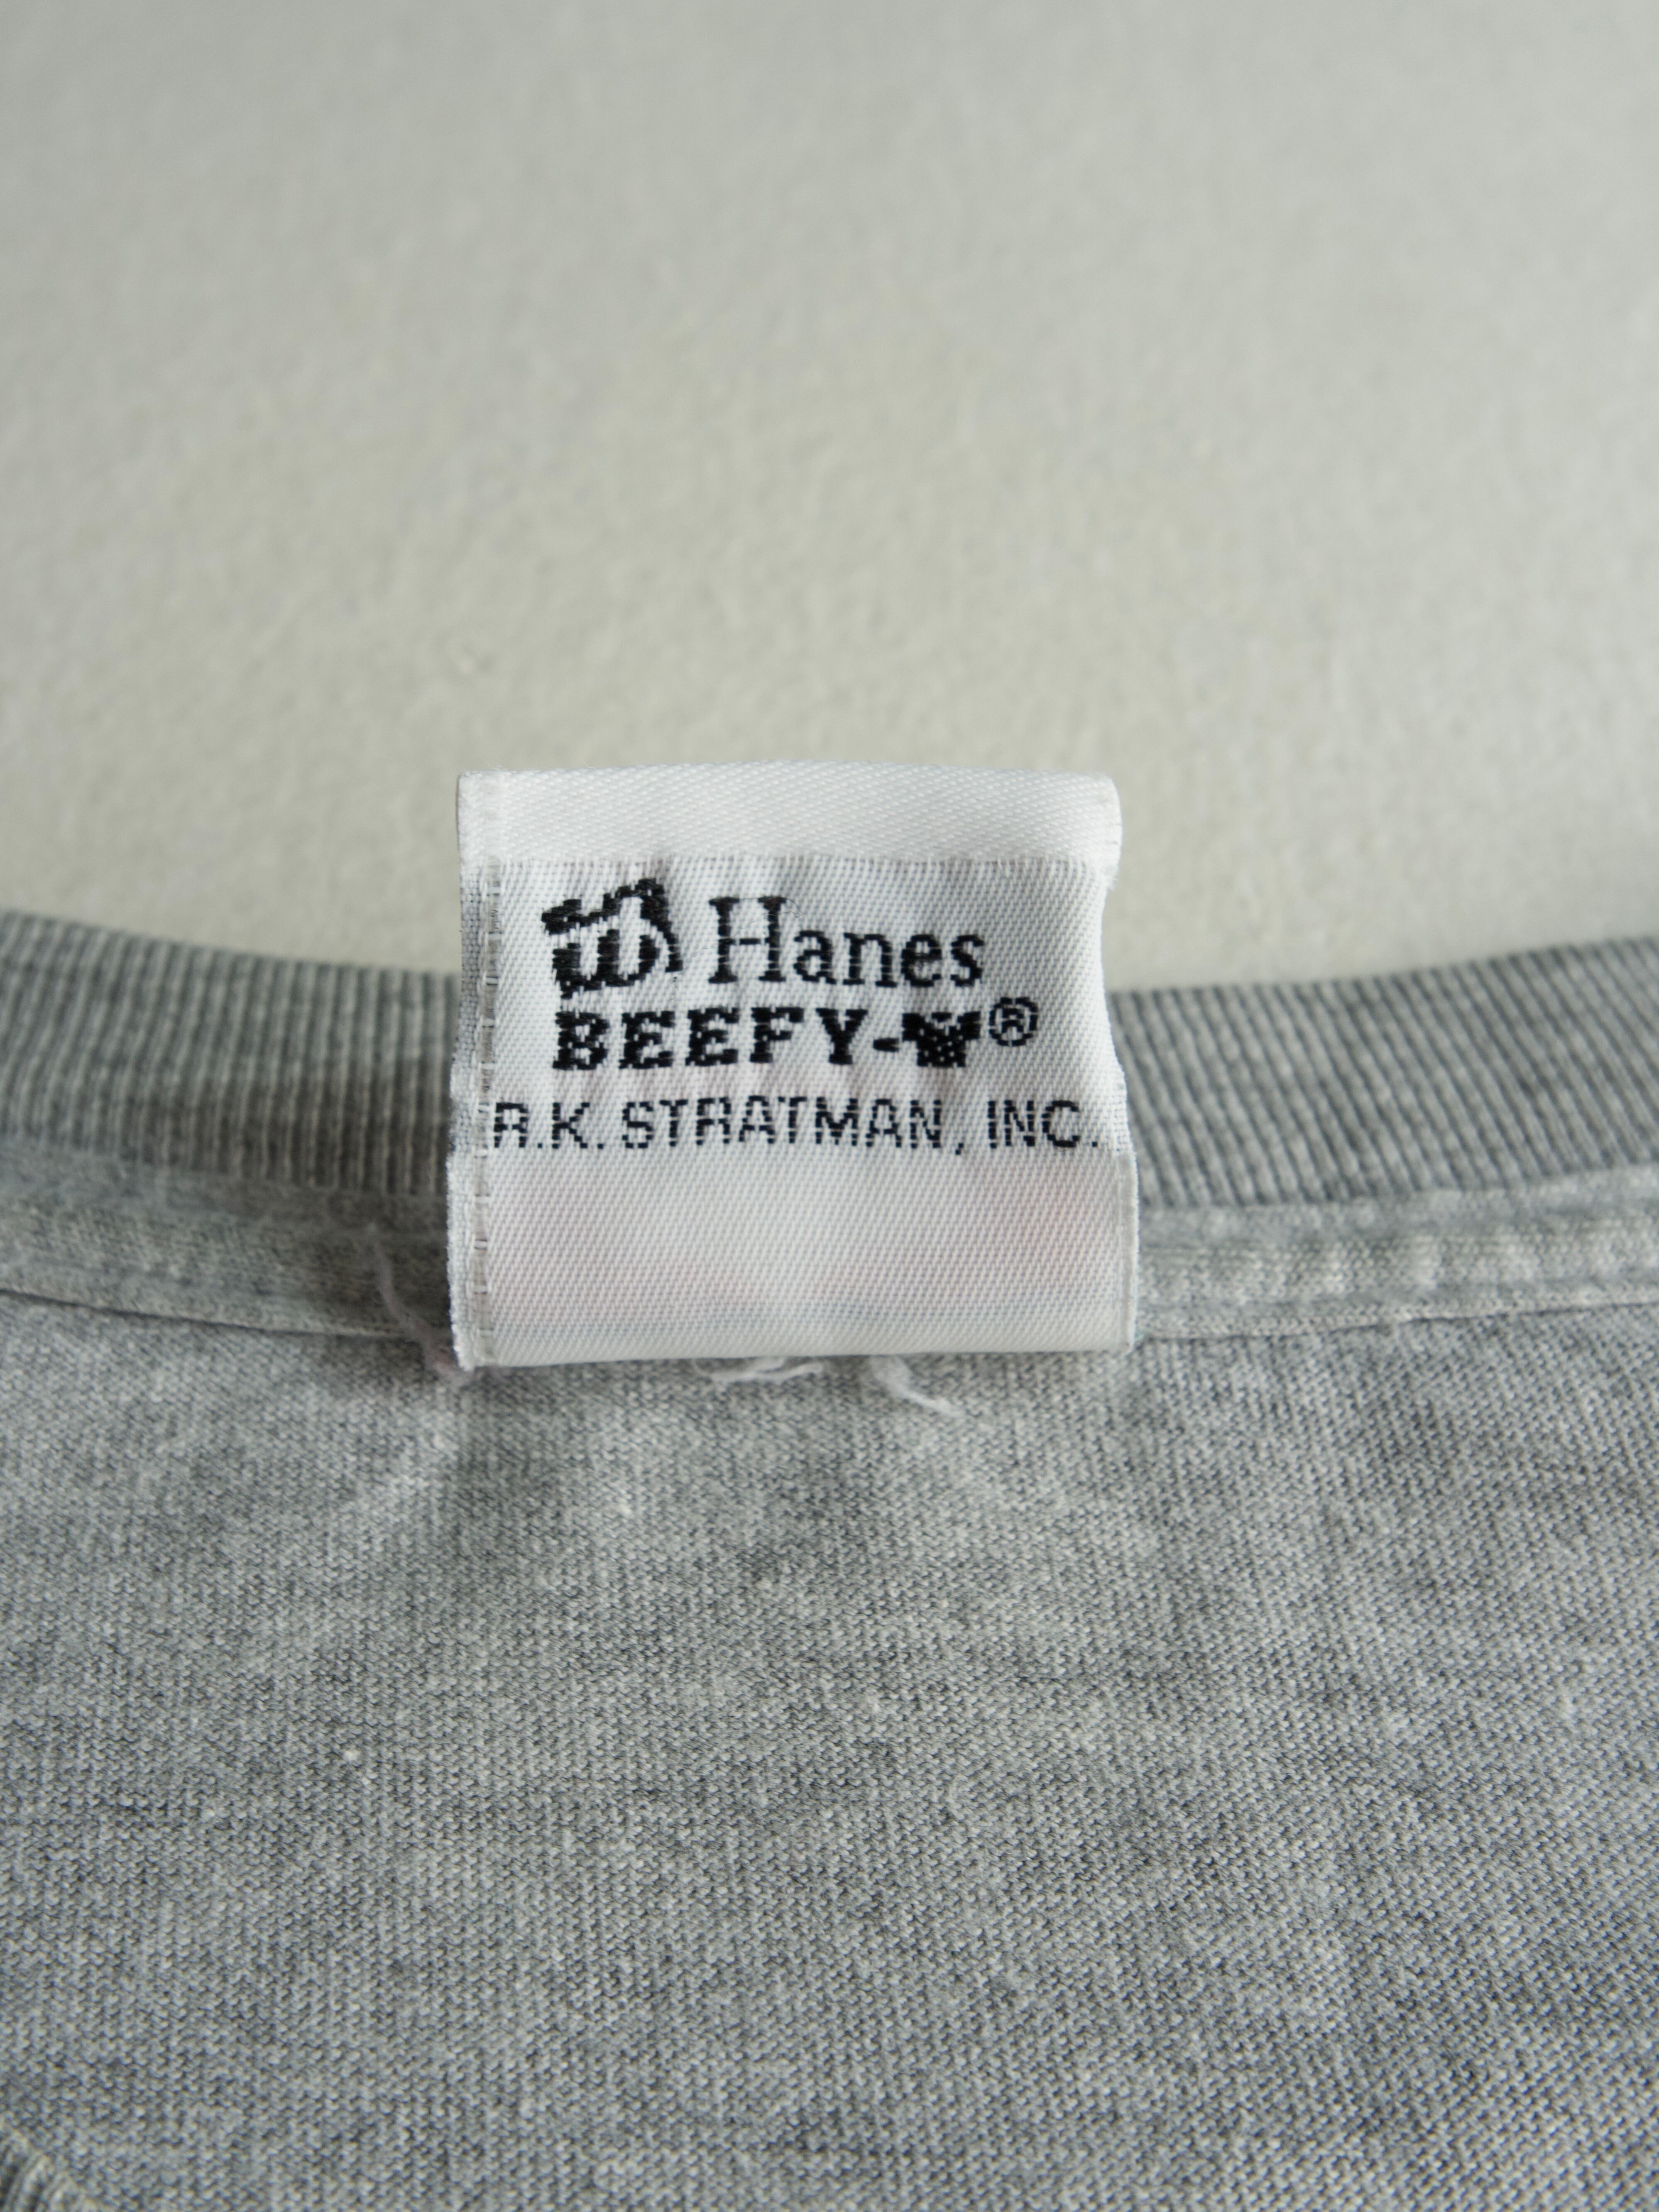 Hanes
BEEFY-®
R.K. STRATMAN, INC.